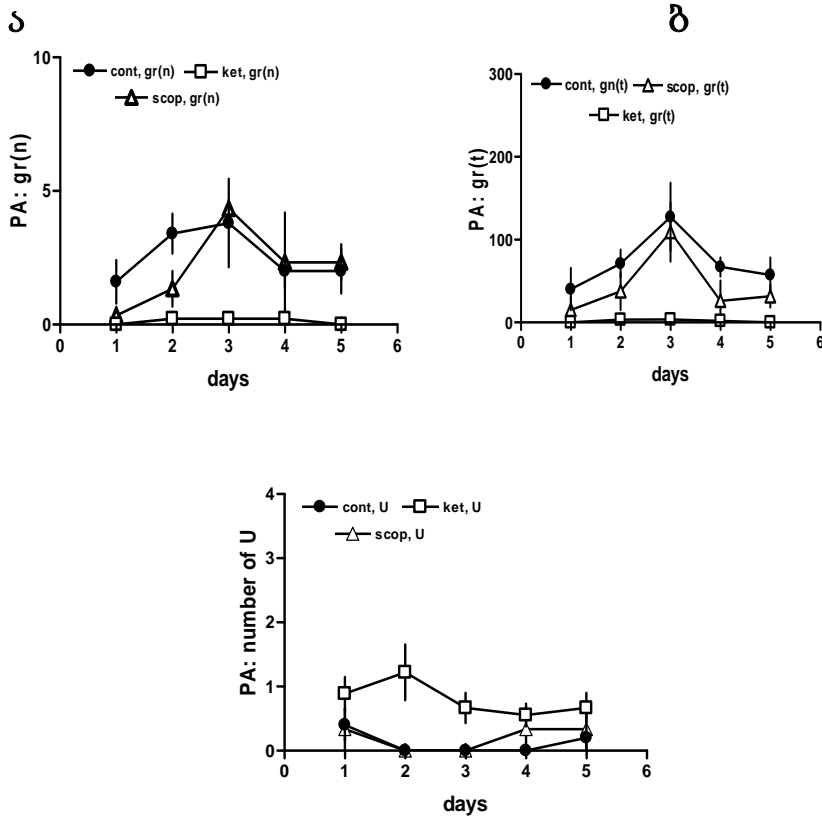 ა
ბ
10
cont, gr(n) ket, gr(n)
scop, gr(n)
PA: gr(n)
5
0
0 1 2 3 4 5 6
days
300
cont, gn(t) scop, gr(t)
ket, gr(t)
PA: gr(t)
200
100
0
0 1 2 3 4 5 6
days
4
cont, U ket, U
scop, U
PA: number of U
3
2
1
0
0 1 2 3 4 5 6
days